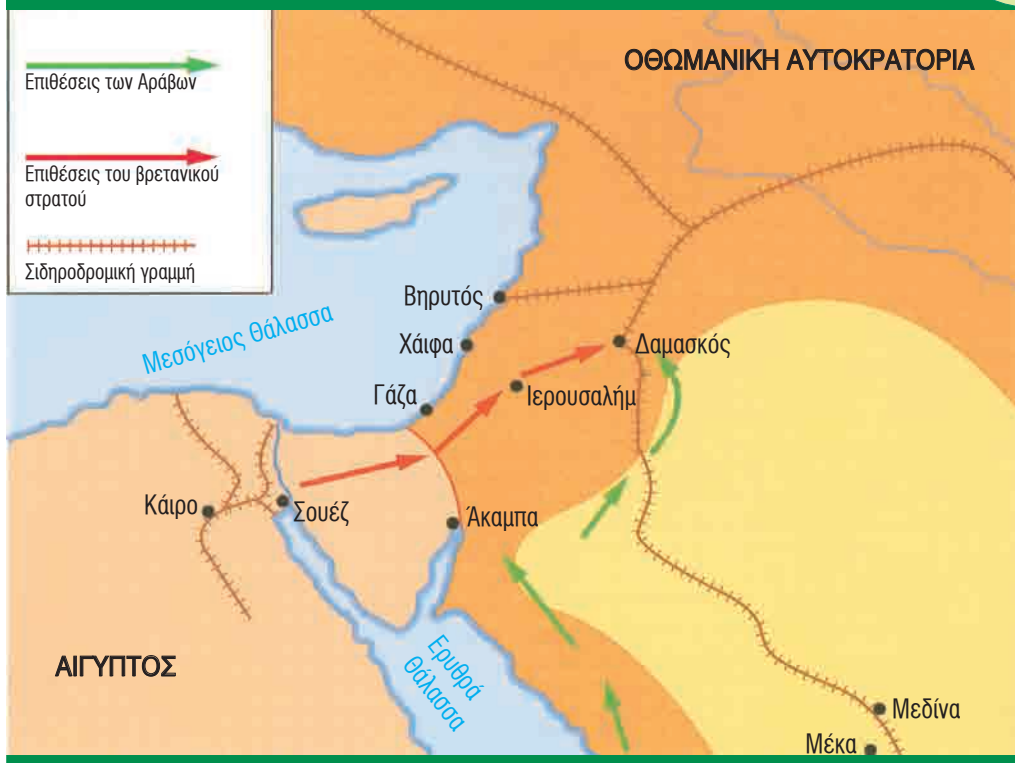 Επιθέσεις των Αράβων
Επιθέσεις του βρετανικού
στρατού
Σιδηροδρομική γραμμή
ΟΘΩΜΑΝΙΚΗ ΑΥΤΟΚΡΑΤΟΡΙΑ
Μεσόγειος Θάλασσα
Βηρυτός
Χάιφα
Δαμασκός
Γάζα
Ιερουσαλήμ
Κάιρο
Σουέζ
Άκαμπα
ΑΙΓΥΠΤΟΣ
Ερυθρά
Θάλασσα
Μεδίνα
Μέκα